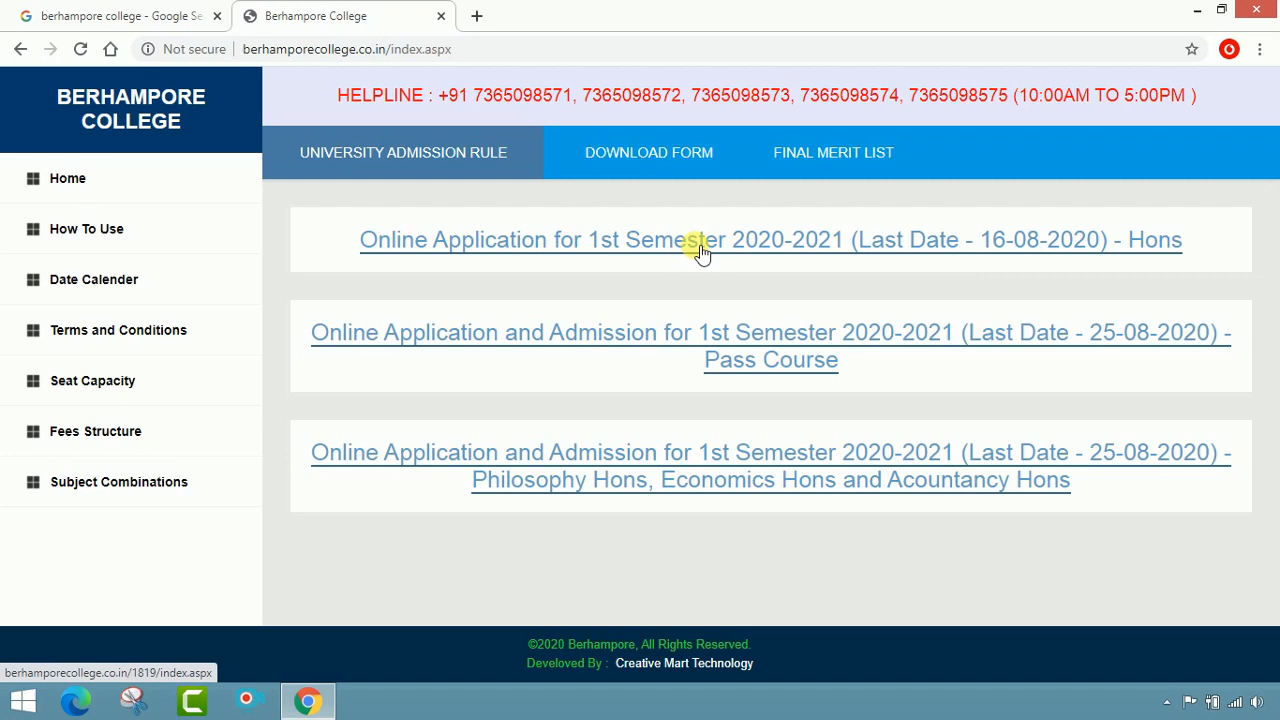 berhampore college - Google Se
Berhampore College
Not secure
berhamporecollege.co.in/index.aspx
BERHAMPORE
COLLEGE
HELPLINE : +91 7365098571, 7365098572, 7365098573, 7365098574, 7365098575 (10:00AM TO 5:00PM )
UNIVERSITY ADMISSION RULE
DOWNLOAD FORM
FINAL MERIT LIST
Home
How To Use
Date Calender
Terms and Conditions
Seat Capacity
Fees Structure
Subject Combinations
Online Application for 1st Semester 2020-2021 (Last Date - 16-08-2020) - Hons
Online Application and Admission for 1st Semester 2020-2021 (Last Date - 25-08-2020) -
Pass Course
Online Application and Admission for 1st Semester 2020-2021 (Last Date - 25-08-2020) -
Philosophy Hons, Economics Hons and Acountancy Hons
©2020 Berhampore, All Rights Reserved.
Develoved By : Creative Mart Technology
berhamporecollege.co.in/1819/index.aspx